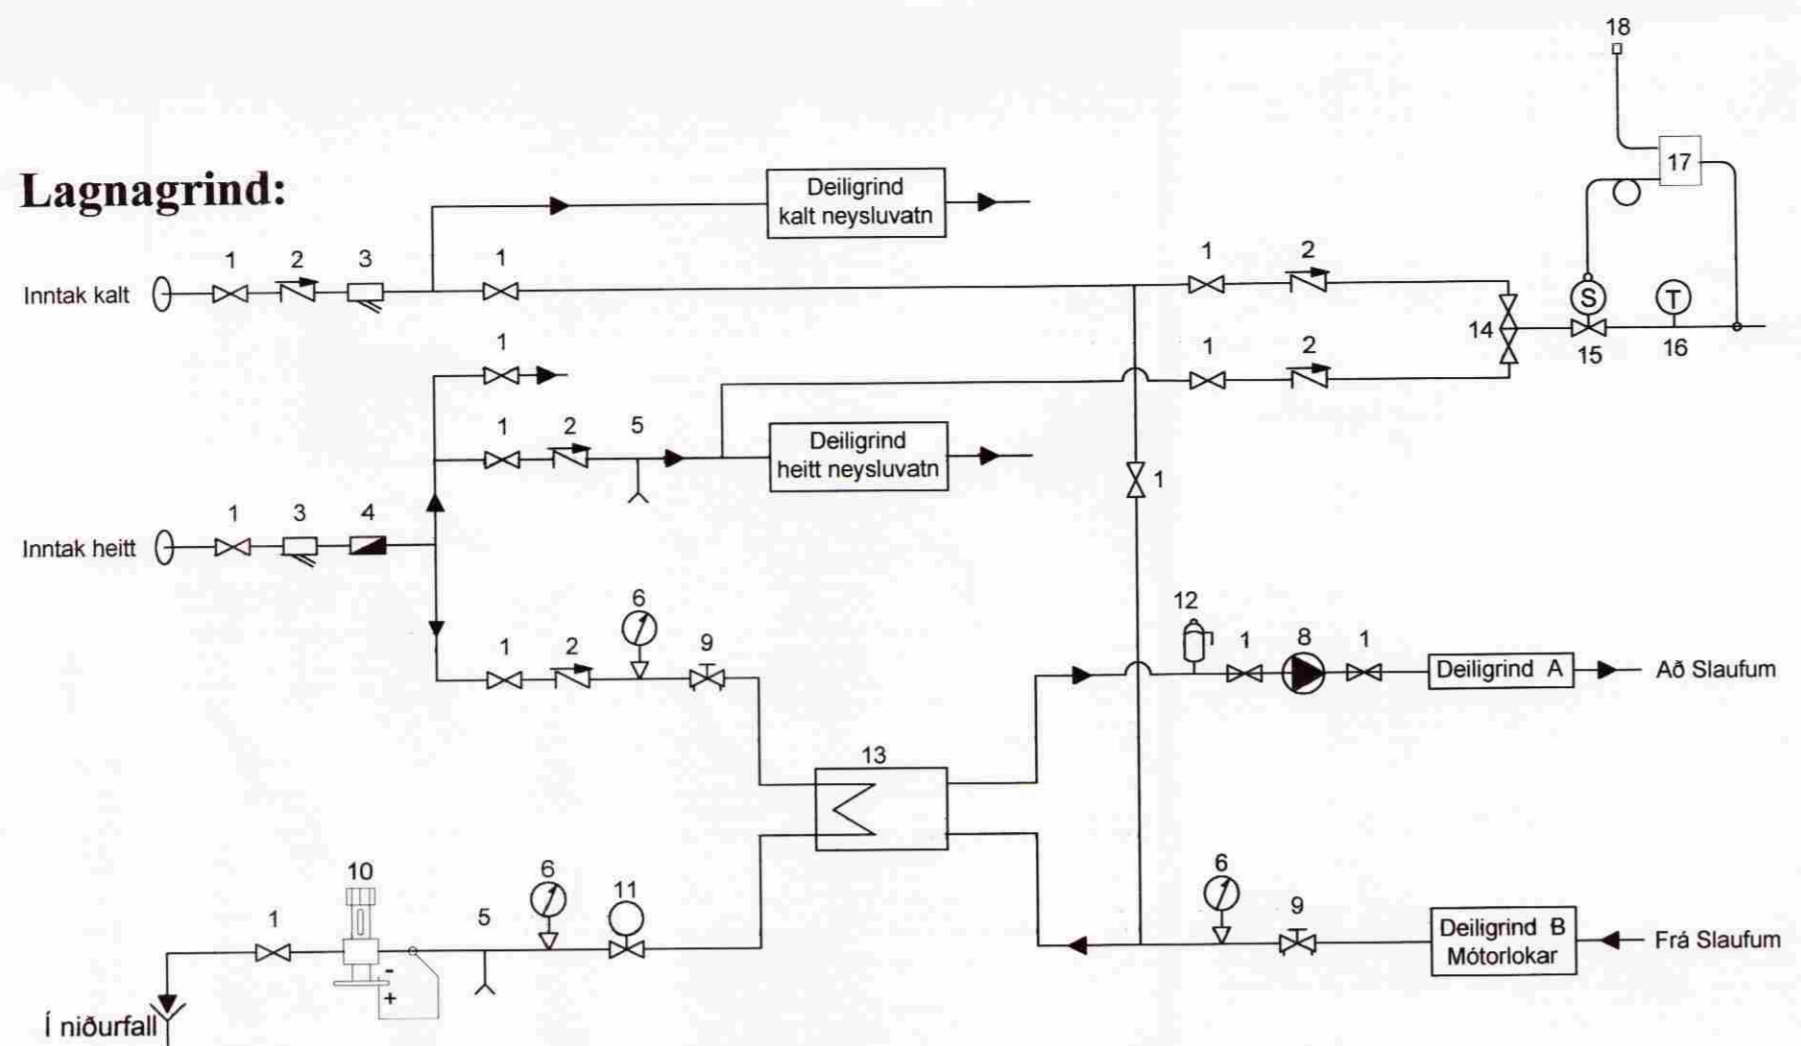 18
17
Lagnagrind:
Deiligrind
kalt neysluvatn
1 2 3 1 1 2
Inntak kalt
S T
14 15 16
1 1 2
1 2 5
Deiligrind
heitt neysluvatn
1
1 3 4
Inntak heitt
6 12
1 2 9 1 8 1
Deiligrind A
Að Slaufum
13
10 6 11 6
1 5 9
Deiligrind B
Mótorlokar
Frá Slaufum
-
+
Í niðurfall